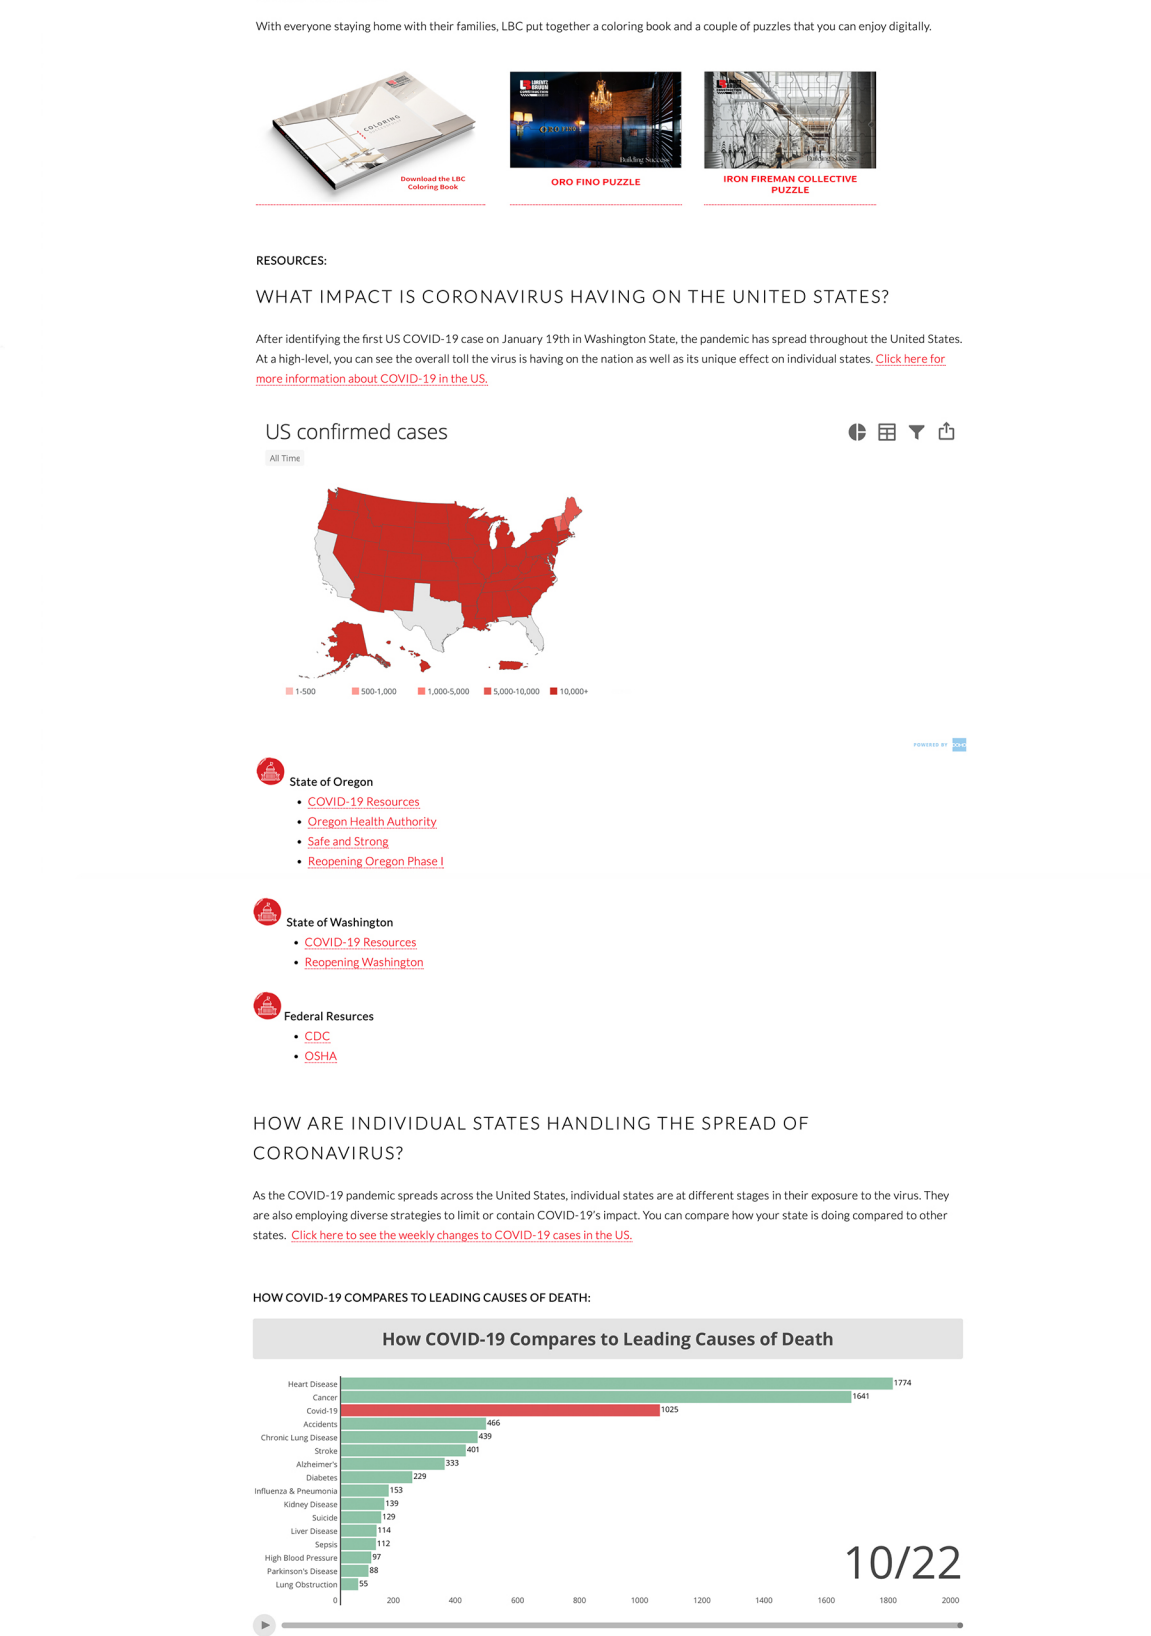 With everyone staying home with their families, LBC put together a coloring book and a couple of puzzles that you can enjoy digitally.
COLORING
Download the LBC
Coloring Book
LORENTZ
BRUUN
CONSTRUCTION
ORO FINO
Building Success
ORO FINO PUZZLE
Building Success
IRON FIREMAN COLLECTIVE
PUZZLE
RESOURCES:
WHAT IMPACT IS CORONAVIRUS HAVING ON THE UNITED STATES?
After identifying the first US COVID-19 case on January 19th in Washington State, the pandemic has spread throughout the United States.
At a high-level, you can see the overall toll the virus is having on the nation as well as its unique effect on individual states. Click here for
more information about COVID-19 in the US.
US confirmed cases
All Time
1-500
500-1,000
1,000-5,000
5,000-10,000
10,000+
POWERED BY DOMO
State of Oregon
• COVID-19 Resources
• Oregon Health Authority
• Safe and Strong
• Reopening Oregon Phase I
State of Washington
• COVID-19 Resources
• Reopening Washington
Federal Resurces
• CDC
• OSHA
HOW ARE INDIVIDUAL STATES HANDLING THE SPREAD OF
CORONAVIRUS?
As the COVID-19 pandemic spreads across the United States, individual states are at different stages in their exposure to the virus. They
are also employing diverse strategies to limit or contain COVID-19's impact. You can compare how your state is doing compared to other
states. Click here to see the weekly changes to COVID-19 cases in the US.
HOW COVID-19 COMPARES TO LEADING CAUSES OF DEATH:
How COVID-19 Compares to Leading Causes of Death
Heart Disease 1774
Cancer 1641
Covid-19 1025
Accidents 466
Chronic Lung Disease 439
Stroke 401
Alzheimer's 333
Diabetes 229
Influenza & Pneumonia 153
Kidney Disease 139
Suicide 129
Liver Disease 114
Sepsis 112
High Blood Pressure 97
Parkinson's Disease 88
Lung Obstruction 55
10/22
0 200 400 600 800 1000 1200 1400 1600 1800 2000